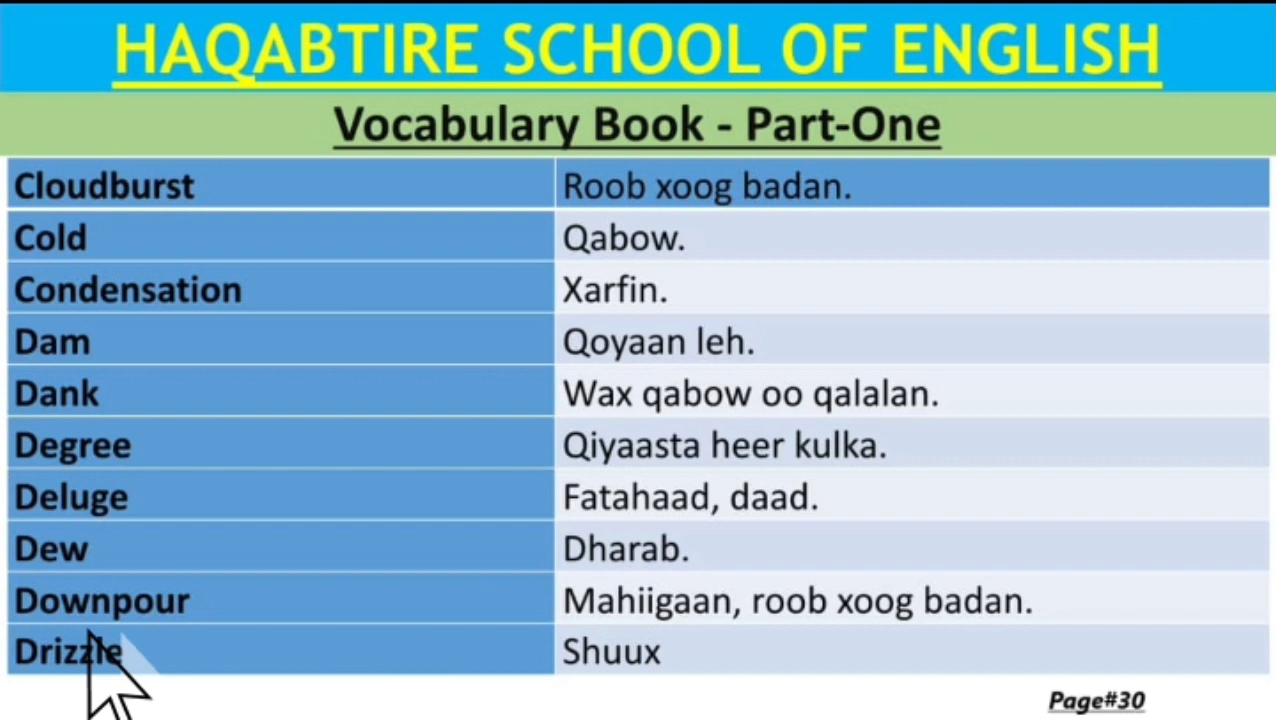 HAQABTIRE SCHOOL OF ENGLISH
Vocabulary Book - Part-One
Cloudburst Roob xoog badan.
Cold Qabow.
Condensation Xarfin.
Dam Qoyaan leh.
Dank Wax qabow oo qalalan.
Degree Qiyaasta heer kulka.
Deluge Fatahaad, daad.
Dew Dharab.
Downpour Mahiigaan, roob xoog badan.
Drizzle Shuux
Page#30